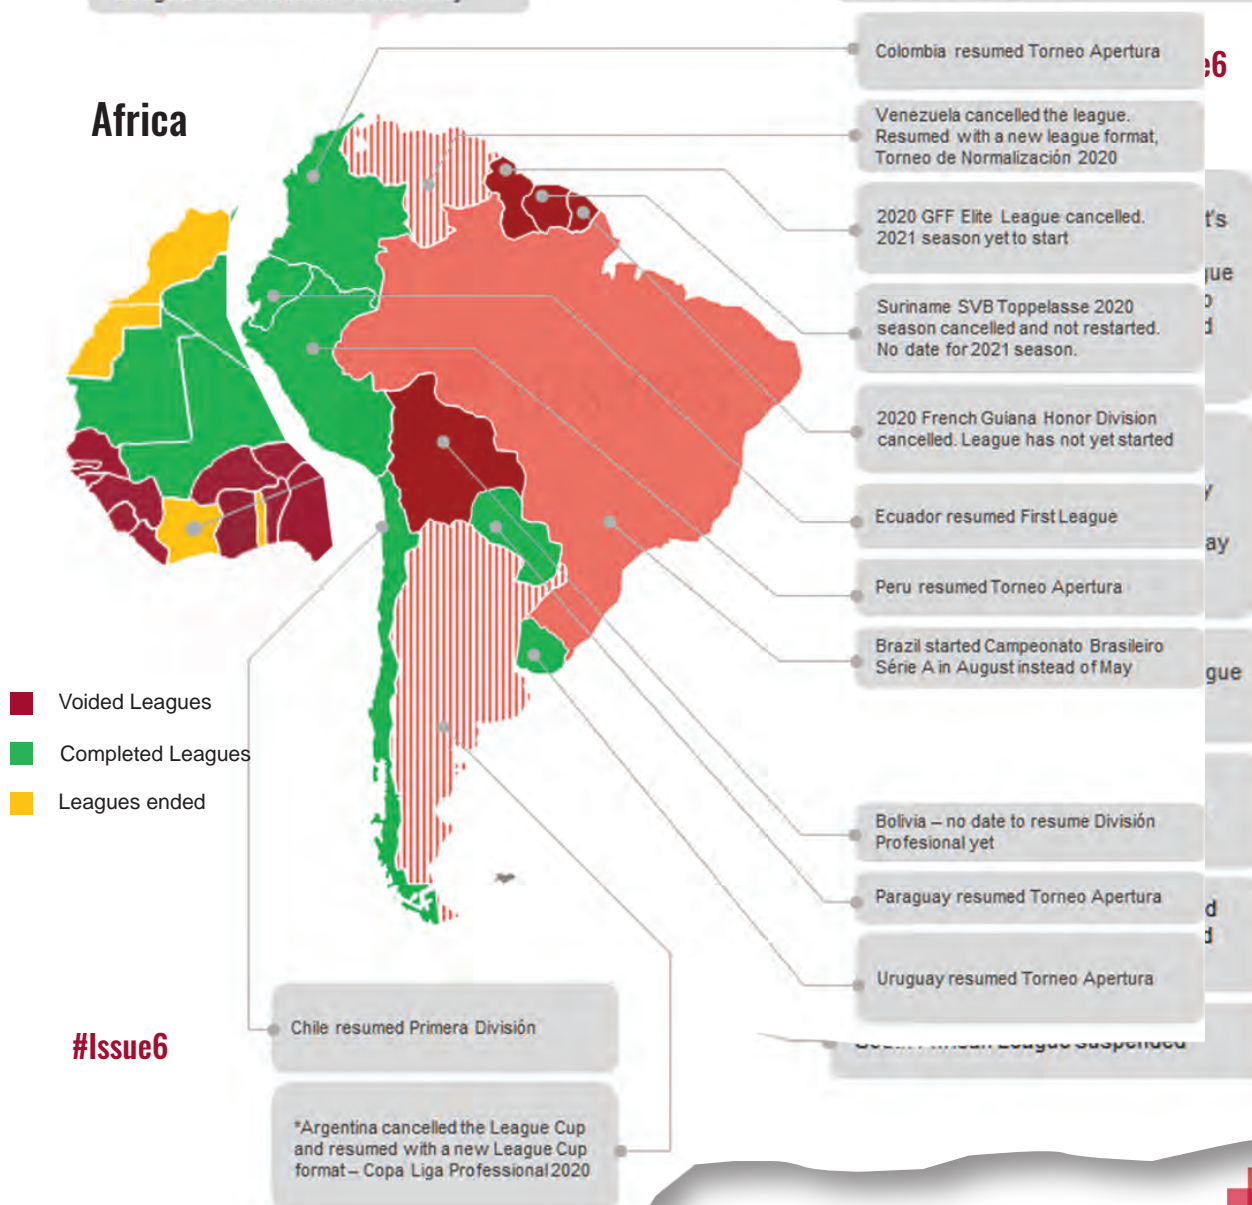 Colombia resumed Torneo Apertura
Africa
Venezuela cancelled the league.
Resumed with a new league format,
Torneo de Normalización 2020
2020 GFF Elite League cancelled.
2021 season yet to start
Suriname SVB Toppelasse 2020
season cancelled and not restarted.
No date for 2021 season.
2020 French Guiana Honor Division
cancelled. League has not yet started
Ecuador resumed First League
Peru resumed Torneo Apertura
Brazil started Campeonato Brasileiro
Série A in August instead of May
Voided Leagues
Completed Leagues
Leagues ended
Bolivia – no date to resume División
Profesional yet
Paraguay resumed Torneo Apertura
Uruguay resumed Torneo Apertura
Chile resumed Primera División
#Issue6
African League suspended
*Argentina cancelled the League Cup
and resumed with a new League Cup
format – Copa Liga Professional 2020